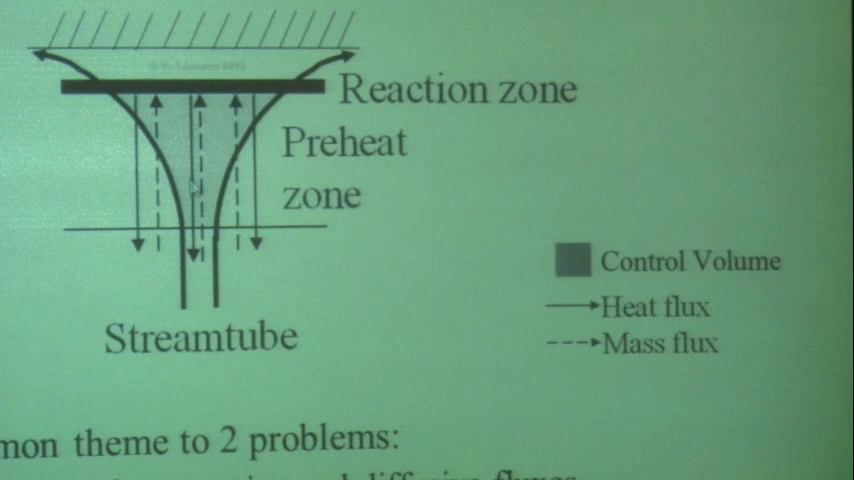 Reaction zone
Preheat
zone
Control Volume
Heat flux
Mass flux
Streamtube
mon theme to 2 problems: